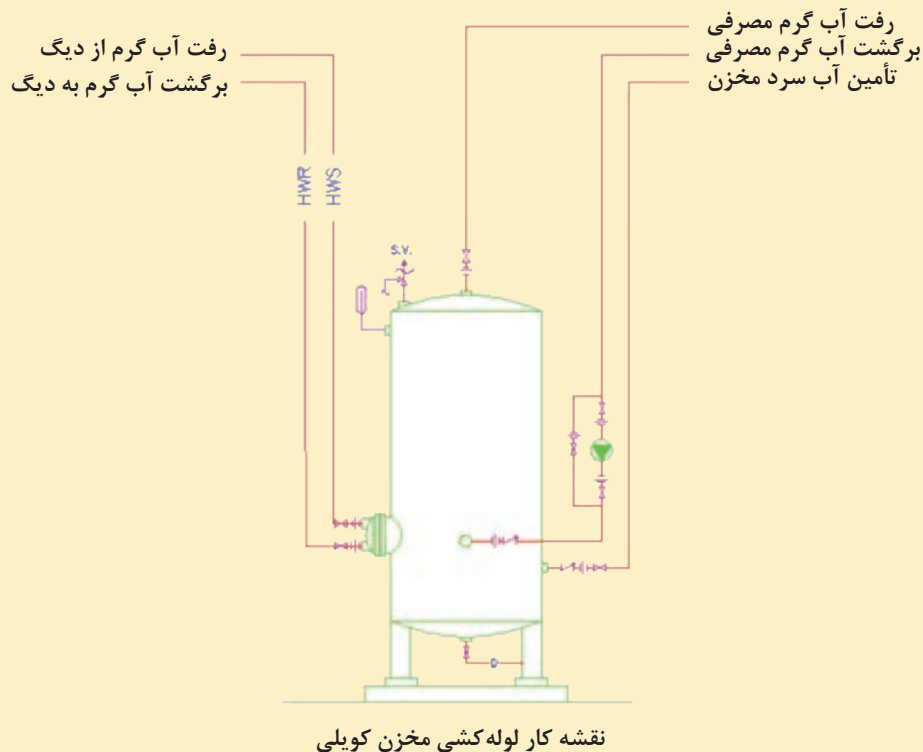 رفت آب گرم مصرفی
برگشت آب گرم مصرفی
تأمین آب سرد مخزن
رفت آب گرم از دیگ
برگشت آب گرم به دیگ
HWR
HWS
S.V.
نقشه کار لوله‌کشی مخزن کویلی